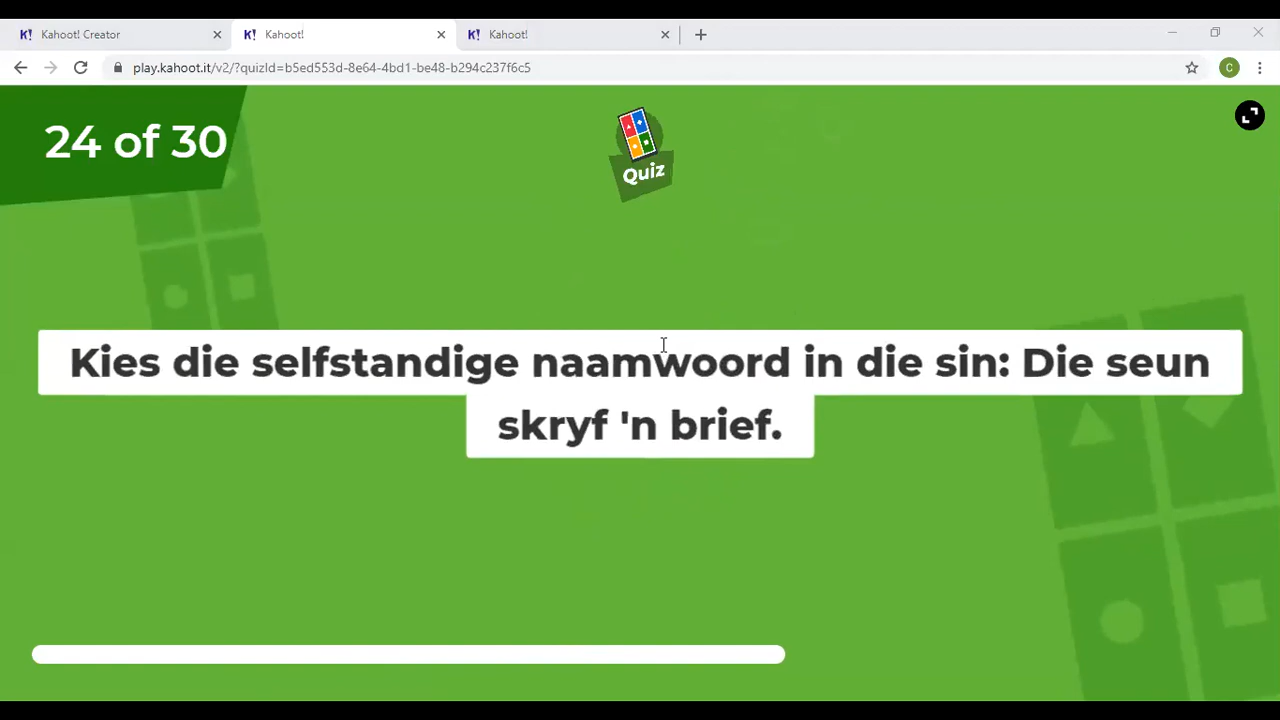 Kahoot! Creator
Kahoot!
Kahoot!
play.kahoot.it/v2/?quizId=b5ed553d-8e64-4bd1-be48-b294c237f6c5
C
24 of 30
Quiz
Kies die selfstandige naamwoord in die sin: Die seun
skryf 'n brief.